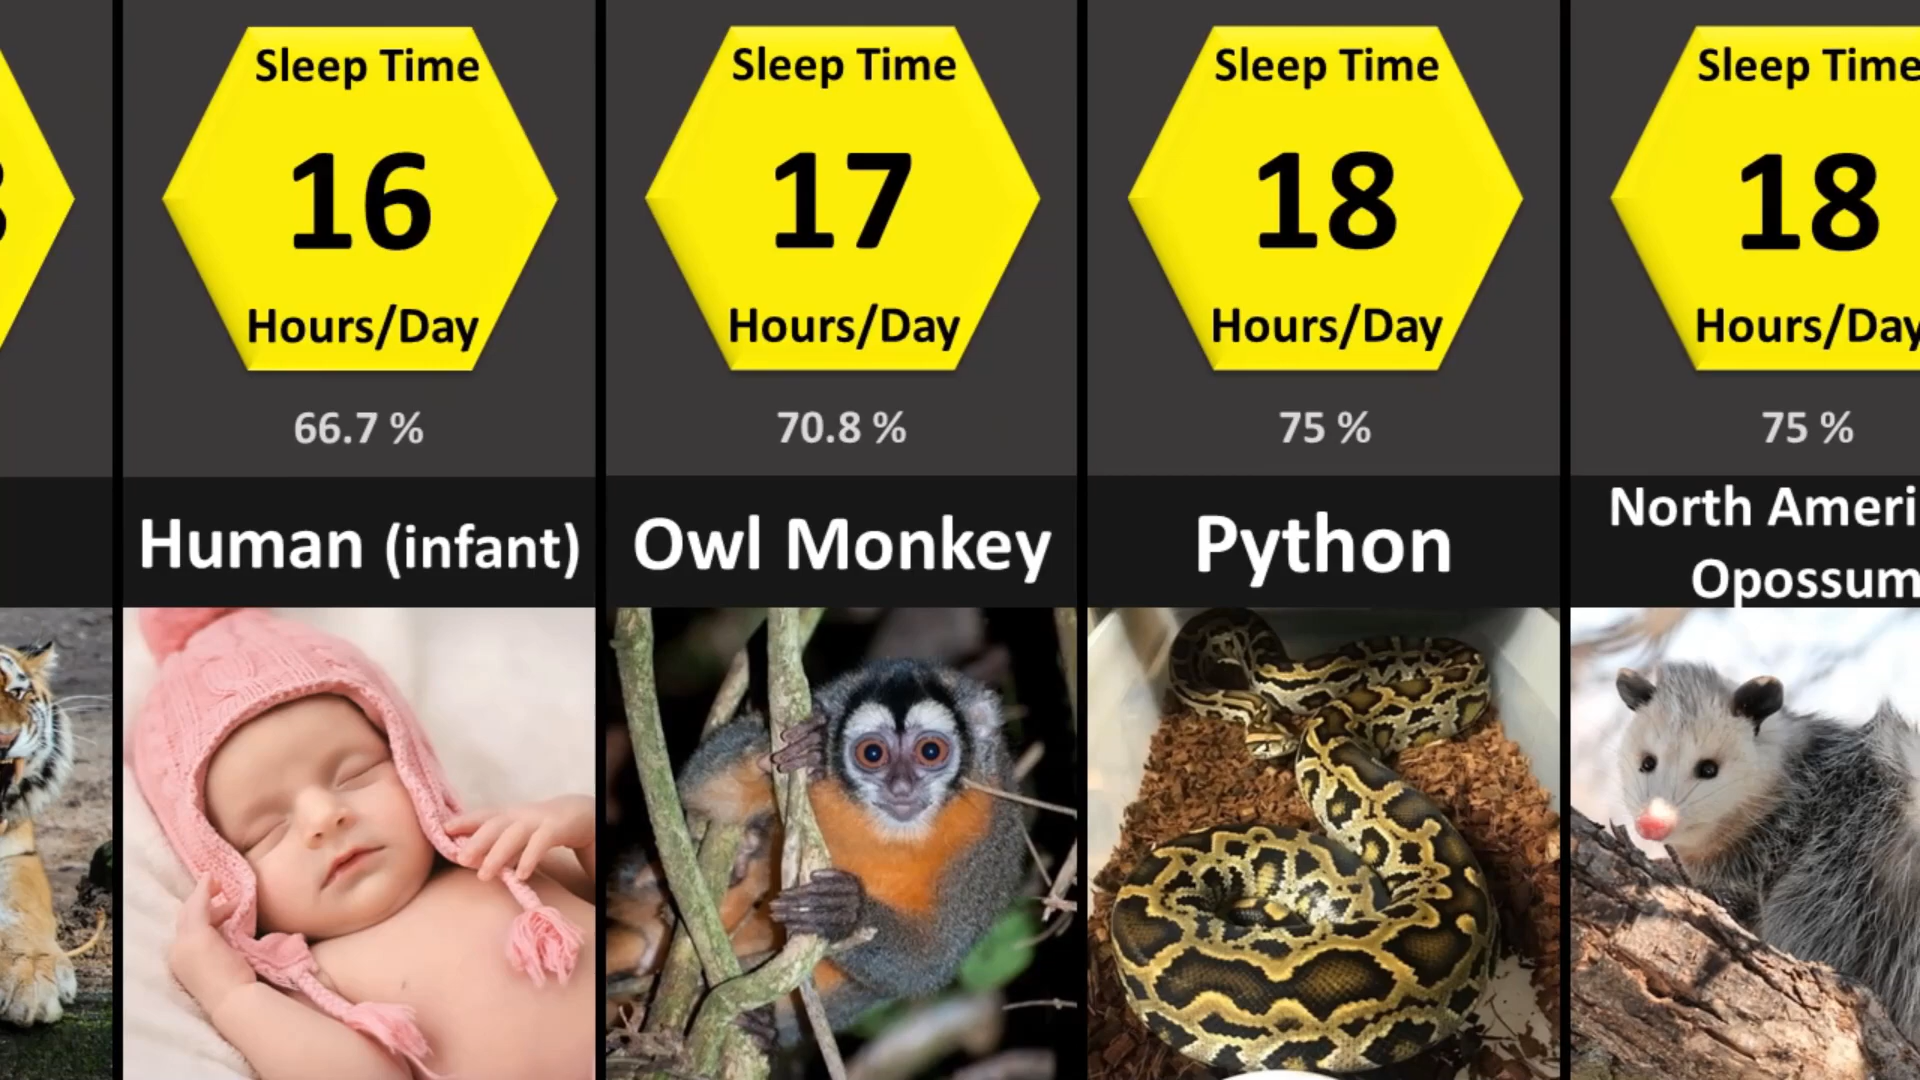 Sleep Time
16
Hours/Day
66.7 %
Human (infant)
Sleep Time
17
Hours/Day
70.8 %
Owl Monkey
Sleep Time
18
Hours/Day
75 %
Python
Sleep Time
18
Hours/Day
75 %
North Ameri
Opossum